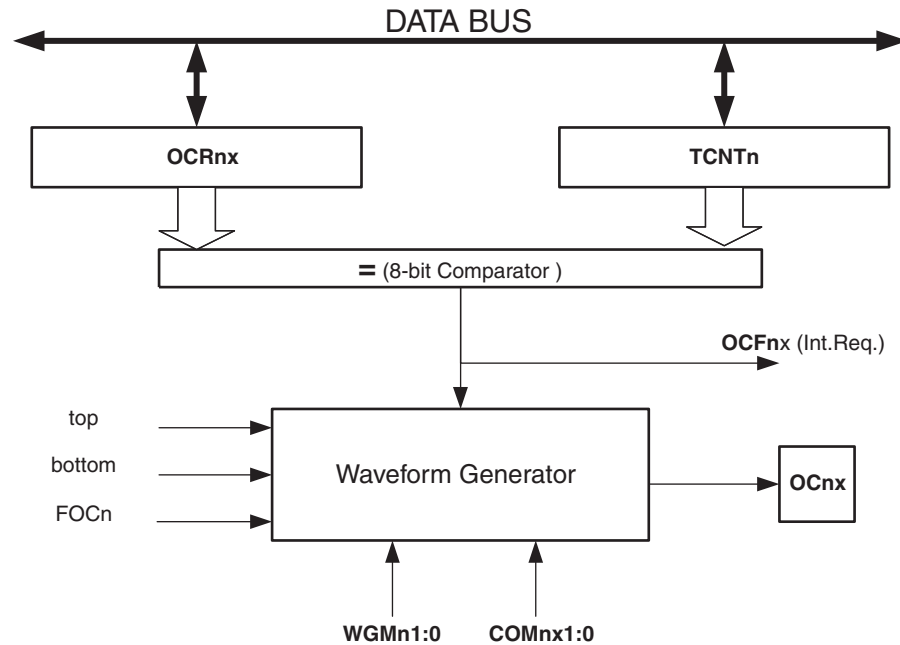 DATA BUS
OCRnx
TCNTn
= (8-bit Comparator )
OCFnx (Int.Req.)
top
bottom
FOCn
Waveform Generator
OCnx
WGMn1:0
COMnx1:0